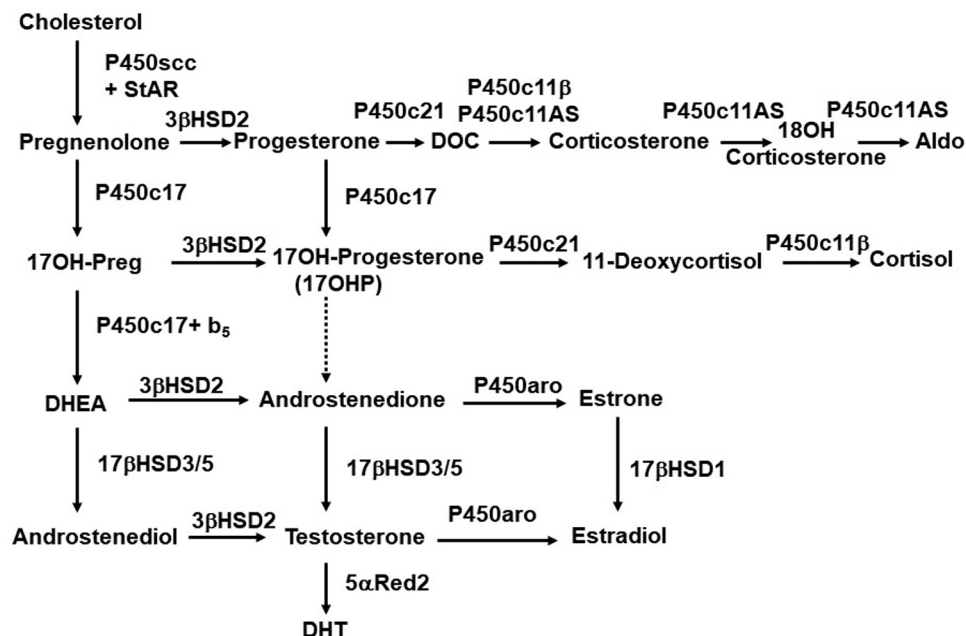 Cholesterol
P450scc
+ StAR
P450c11β
3βHSD2 P450c21 P450c11AS P450c11AS P450c11AS
Pregnenolone Progesterone DOC Corticosterone 18OH Aldo
Corticosterone
P450c17 P450c17
3βHSD2 P450c21 P450c11β
17OH-Preg 17OH-Progesterone 11-Deoxycortisol Cortisol
(17OHP)
P450c17+ b₅
3βHSD2 P450aro
DHEA Androstenedione Estrone
17βHSD3/5 17βHSD3/5 17βHSD1
3βHSD2 P450aro
Androstenediol Testosterone Estradiol
5αRed2
DHT